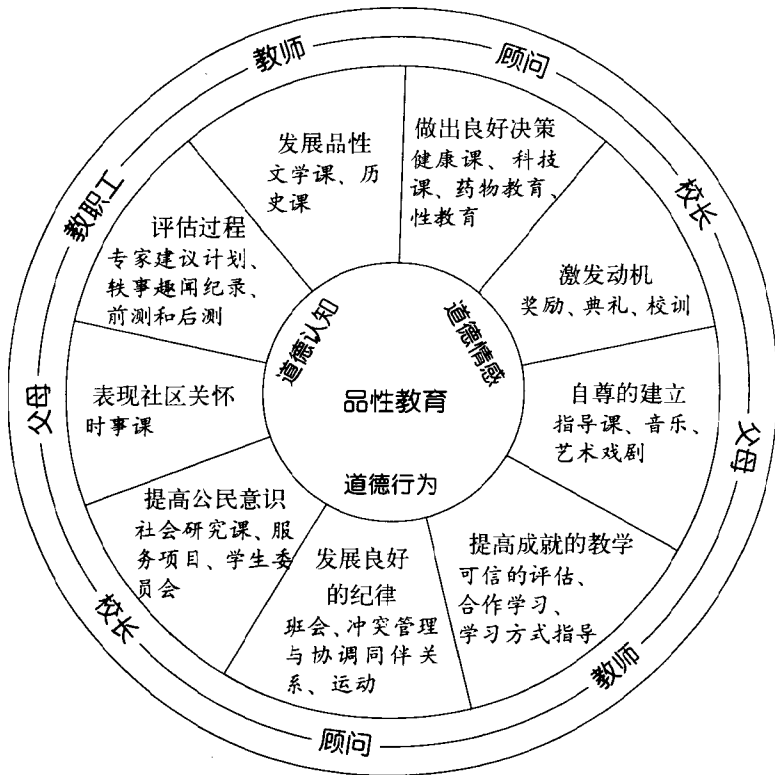 教师
顾问
校长
父母
教师
顾问
校长
父母
教职工
发展品性
文学课、历
史课
做出良好决策
健康课、科技
课、药物教育、
性教育
激发动机
奖励、典礼、校训
自尊的建立
指导课、音乐、
艺术戏剧
提高成就的教学
可信的评估、
合作学习、
学习方式指导
发展良好
的纪律
班会、冲突管理
与协调同伴关
系、运动
提高公民意识
社会研究课、服
务项目、学生委
员会
表现社区关怀
时事课
评估过程
专家建议计划、
轶事趣闻纪录、
前测和后测
道德认知
道德情感
品性教育
道德行为